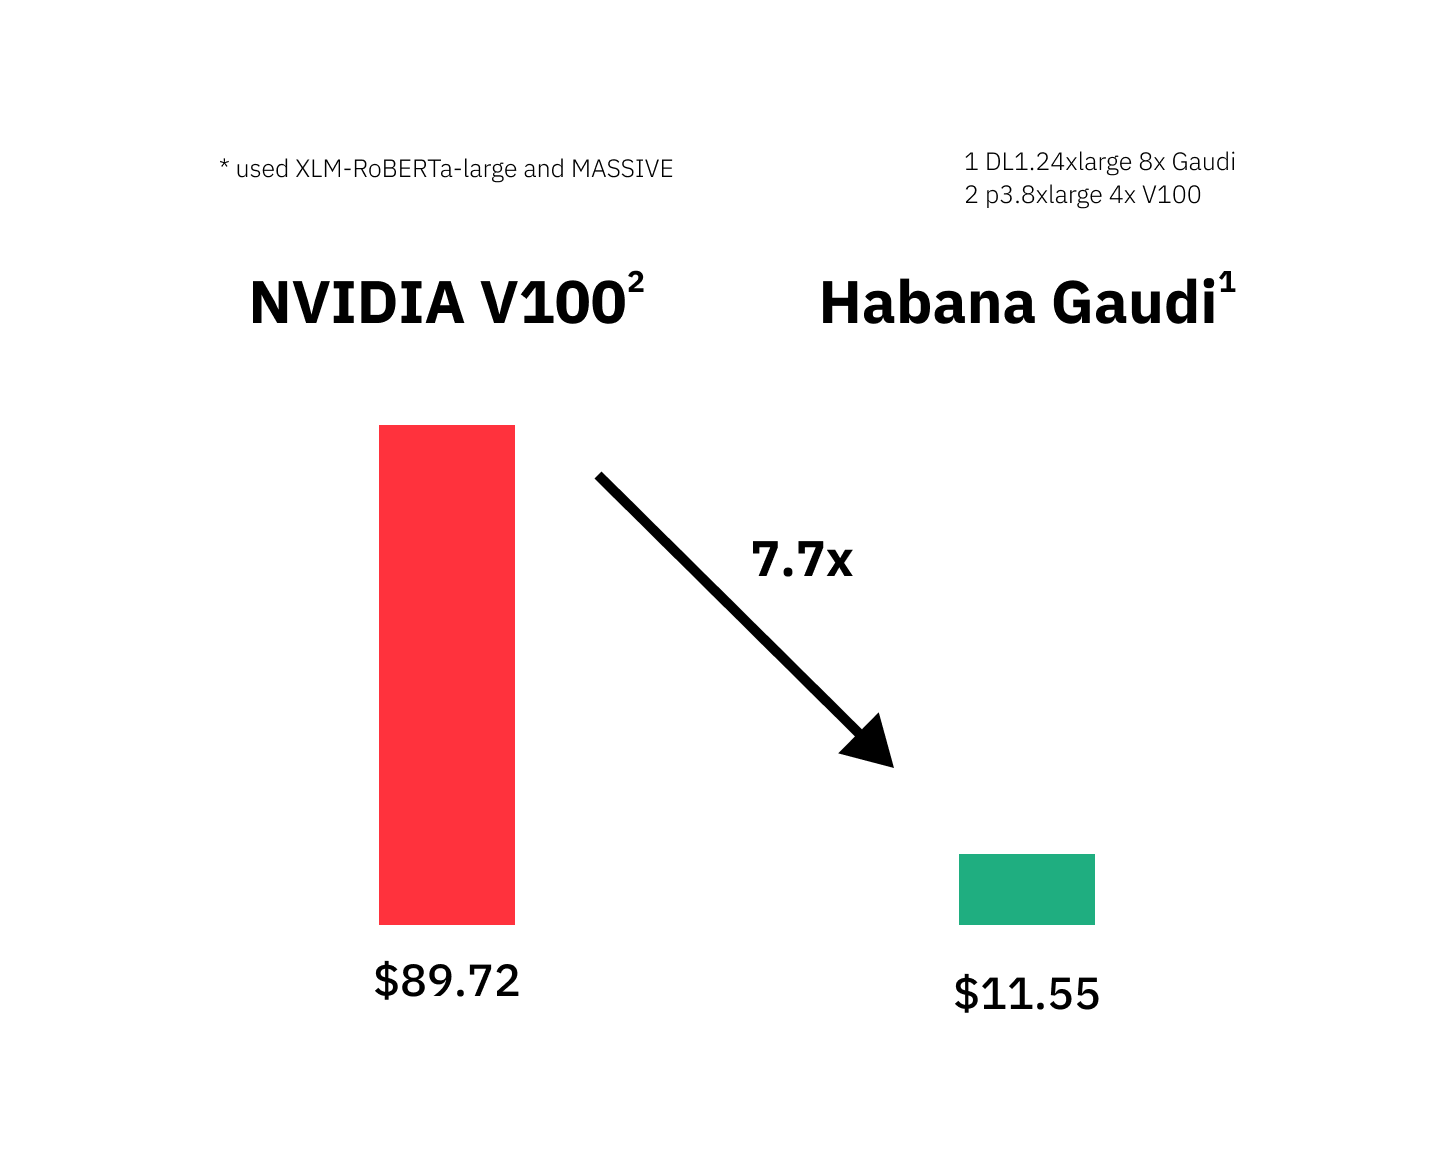 * used XLM-RoBERTa-large and MASSIVE
1 DL1.24xlarge 8x Gaudi
2 p3.8xlarge 4x V100
NVIDIA V100²
Habana Gaudi¹
7.7x
$89.72
$11.55